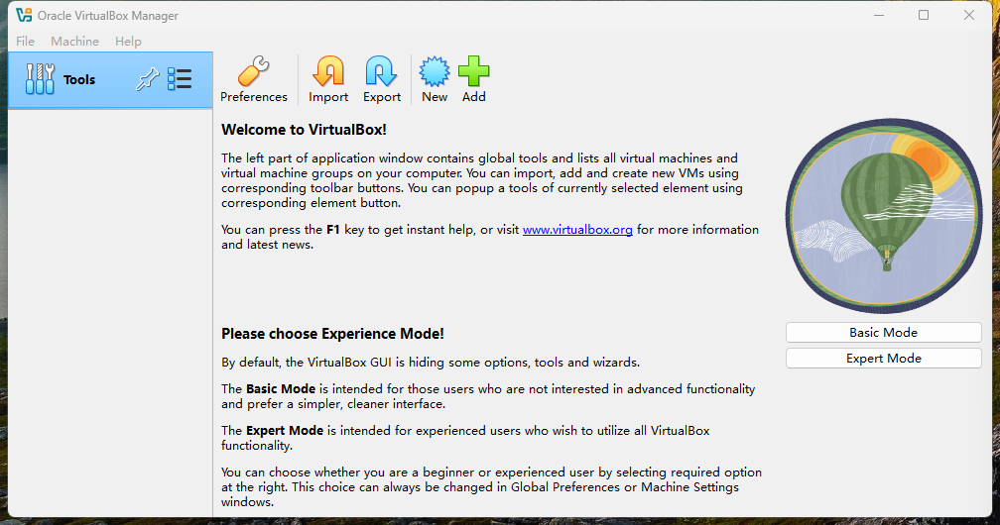 Oracle VirtualBox Manager
File Machine Help
Tools
Preferences Import Export New Add
Welcome to VirtualBox!
The left part of application window contains global tools and lists all virtual machines and
virtual machine groups on your computer. You can import, add and create new VMs using
corresponding toolbar buttons. You can popup a tools of currently selected element using
corresponding element button.
You can press the F1 key to get instant help, or visit www.virtualbox.org for more information
and latest news.
Please choose Experience Mode!
By default, the VirtualBox GUI is hiding some options, tools and wizards.
The Basic Mode is intended for those users who are not interested in advanced functionality
and prefer a simpler, cleaner interface.
The Expert Mode is intended for experienced users who wish to utilize all VirtualBox
functionality.
You can choose whether you are a beginner or experienced user by selecting required option
at the right. This choice can always be changed in Global Preferences or Machine Settings
windows.
Basic Mode
Expert Mode